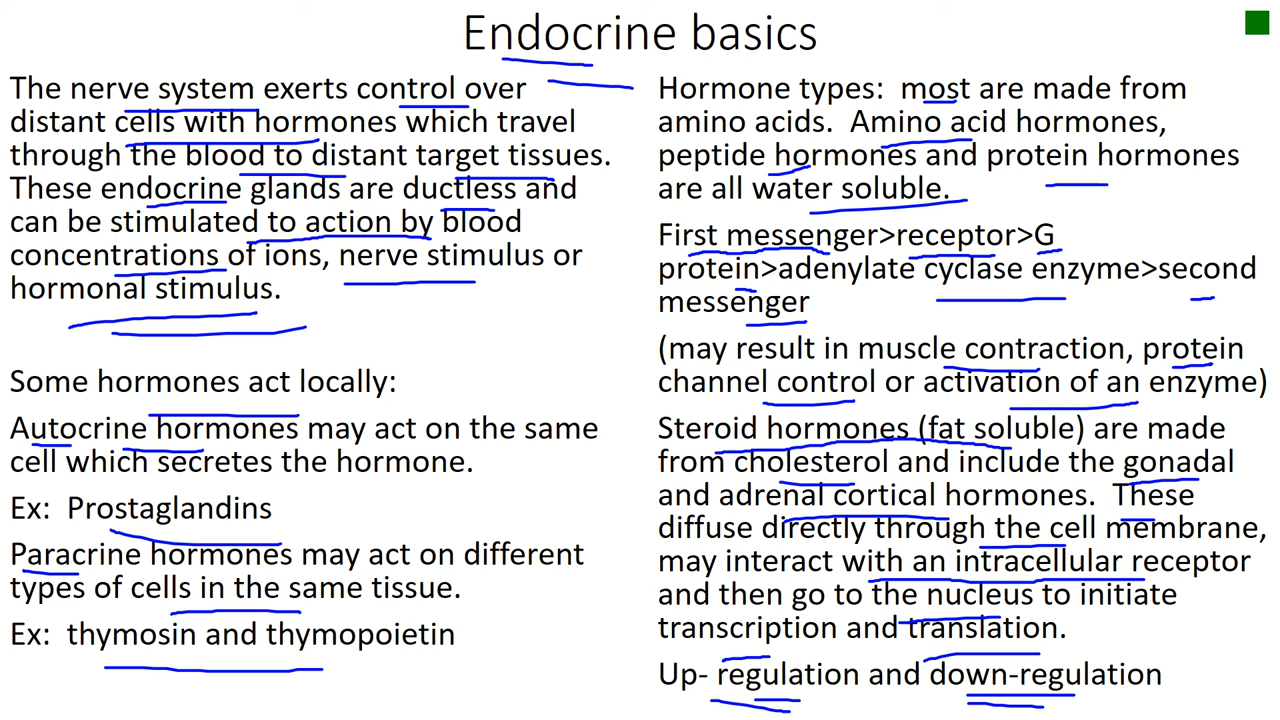 Endocrine basics
The nerve system exerts control over
distant cells with hormones which travel
through the blood to distant target tissues.
These endocrine glands are ductless and
can be stimulated to action by blood
concentrations of ions, nerve stimulus or
hormonal stimulus.
Some hormones act locally:
Autocrine hormones may act on the same
cell which secretes the hormone.
Ex:  Prostaglandins
Paracrine hormones may act on different
types of cells in the same tissue.
Ex:  thymosin and thymopoietin
Hormone types:  most are made from
amino acids.  Amino acid hormones,
peptide hormones and protein hormones
are all water soluble.
First messenger>receptor>G
protein>adenylate cyclase enzyme>second
messenger
(may result in muscle contraction, protein
channel control or activation of an enzyme)
Steroid hormones (fat soluble) are made
from cholesterol and include the gonadal
and adrenal cortical hormones.  These
diffuse directly through the cell membrane,
may interact with an intracellular receptor
and then go to the nucleus to initiate
transcription and translation.
Up- regulation and down-regulation